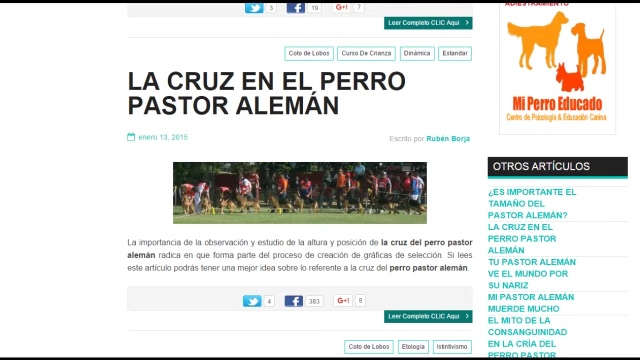 3
19
7
Leer Completo CLIC Aqui
Coto de Lobos
Curso De Crianza
Dinámica
Estandar
LA CRUZ EN EL PERRO
PASTOR ALEMÁN
enero 13, 2015
Escrito por Rubén Borja
La importancia de la observación y estudio de la altura y posición de la cruz del perro pastor
alemán radica en que forma parte del proceso de creación de gráficas de selección. Si lees
este artículo podrás tener una mejor idea sobre lo referente a la cruz del perro pastor alemán.
4
383
8
Leer Completo CLIC Aqui
Coto de Lobos
Etología
Istintivismo
ADIESTRAMIENTO
Mi Perro Educado
Centro de Psicología & Educación Canina
OTROS ARTÍCULOS
¿ES IMPORTANTE EL
TAMAÑO DEL
PASTOR ALEMÁN?
LA CRUZ EN EL
PERRO PASTOR
ALEMÁN
TU PASTOR ALEMÁN
VE EL MUNDO POR
SU NARIZ
MI PASTOR ALEMÁN
MUERDE MUCHO
EL MITO DE LA
CONSANGUINIDAD
EN LA CRÍA DEL
PERRO PASTOR